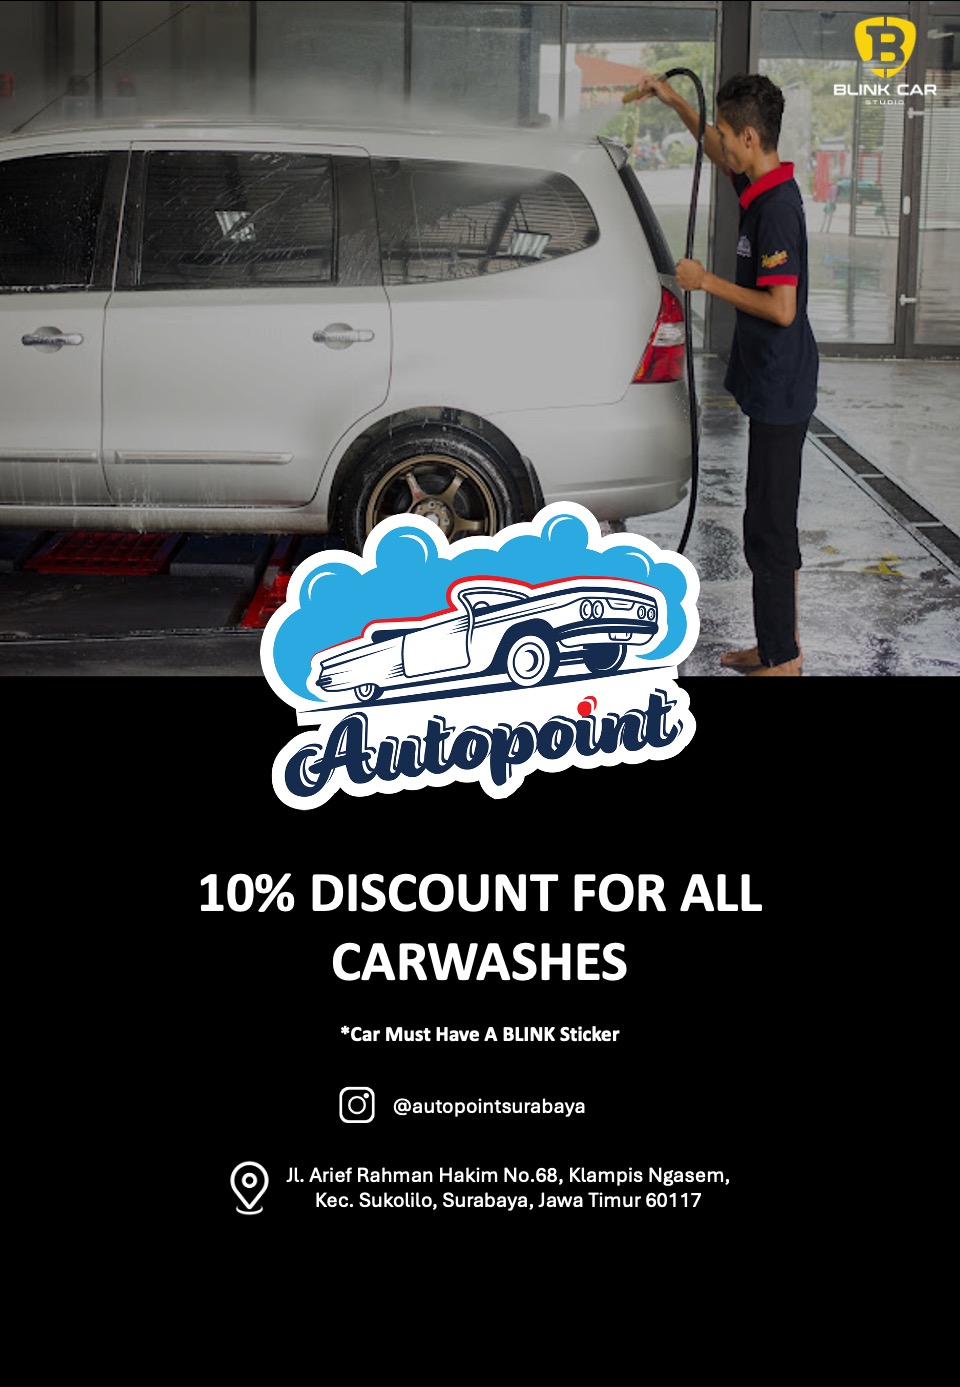 BLINK CAR
STUDIO
Autopoint
10% DISCOUNT FOR ALL
CARWASHES
*Car Must Have A BLINK Sticker
@autopointsurabaya
Jl. Arief Rahman Hakim No.68, Klampis Ngasem,
Kec. Sukolilo, Surabaya, Jawa Timur 60117